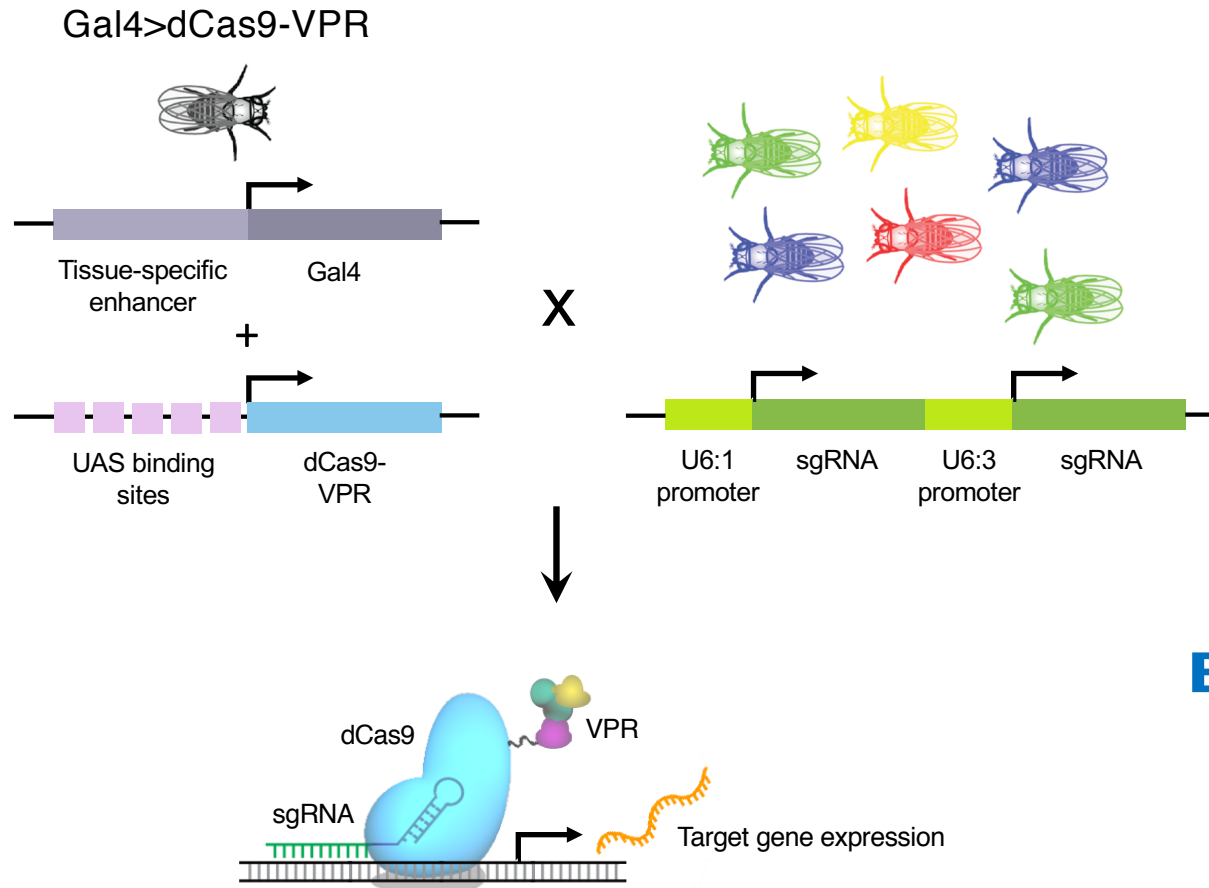 Gal4>dCas9-VPR
Tissue-specific
enhancer
Gal4
+
X
UAS binding
sites
dCas9-
VPR
U6:1
promoter
sgRNA
U6:3
promoter
sgRNA
dCas9
VPR
sgRNA
Target gene expression